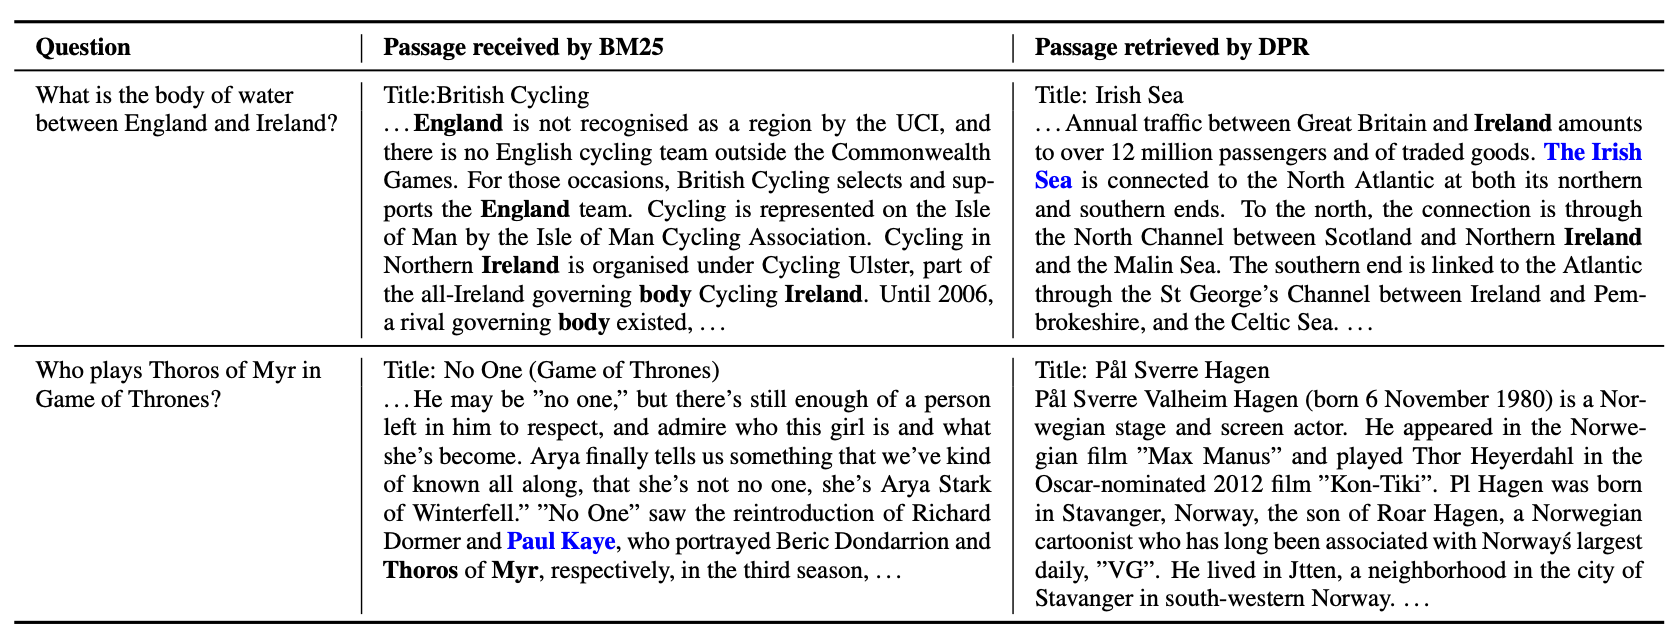 Question
Passage received by BM25
Passage retrieved by DPR
What is the body of water
between England and Ireland?
Title:British Cycling
...England is not recognised as a region by the UCI, and
there is no English cycling team outside the Commonwealth
Games. For those occasions, British Cycling selects and sup-
ports the England team. Cycling is represented on the Isle
of Man by the Isle of Man Cycling Association. Cycling in
Northern Ireland is organised under Cycling Ulster, part of
the all-Ireland governing body Cycling Ireland. Until 2006,
a rival governing body existed, ...
Title: Irish Sea
...Annual traffic between Great Britain and Ireland amounts
to over 12 million passengers and of traded goods. The Irish
Sea is connected to the North Atlantic at both its northern
and southern ends. To the north, the connection is through
the North Channel between Scotland and Northern Ireland
and the Malin Sea. The southern end is linked to the Atlantic
through the St George’s Channel between Ireland and Pem-
brokeshire, and the Celtic Sea. ...
Who plays Thoros of Myr in
Game of Thrones?
Title: No One (Game of Thrones)
...He may be ”no one,” but there’s still enough of a person
left in him to respect, and admire who this girl is and what
she’s become. Arya finally tells us something that we’ve kind
of known all along, that she’s not no one, she’s Arya Stark
of Winterfell.” ”No One” saw the reintroduction of Richard
Dormer and Paul Kaye, who portrayed Beric Dondarrion and
Thoros of Myr, respectively, in the third season, ...
Title: Pål Sverre Hagen
Pål Sverre Valheim Hagen (born 6 November 1980) is a Nor-
wegian stage and screen actor. He appeared in the Norwe-
gian film ”Max Manus” and played Thor Heyerdahl in the
Oscar-nominated 2012 film ”Kon-Tiki”. Pl Hagen was born
in Stavanger, Norway, the son of Roar Hagen, a Norwegian
cartoonist who has long been associated with Norwayś largest
daily, ”VG”. He lived in Jtten, a neighborhood in the city of
Stavanger in south-western Norway. ...